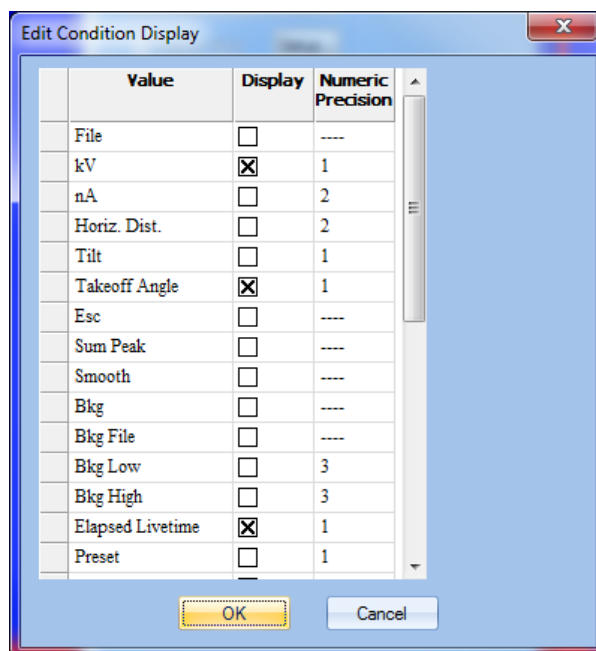 Edit Condition Display
Value Display Numeric Precision
File ----
kV 1
nA 2
Horiz. Dist. 2
Tilt 1
Takeoff Angle 1
Esc ----
Sum Peak ----
Smooth ----
Bkg ----
Bkg File ----
Bkg Low 3
Bkg High 3
Elapsed Livetime 1
Preset 1
OK Cancel